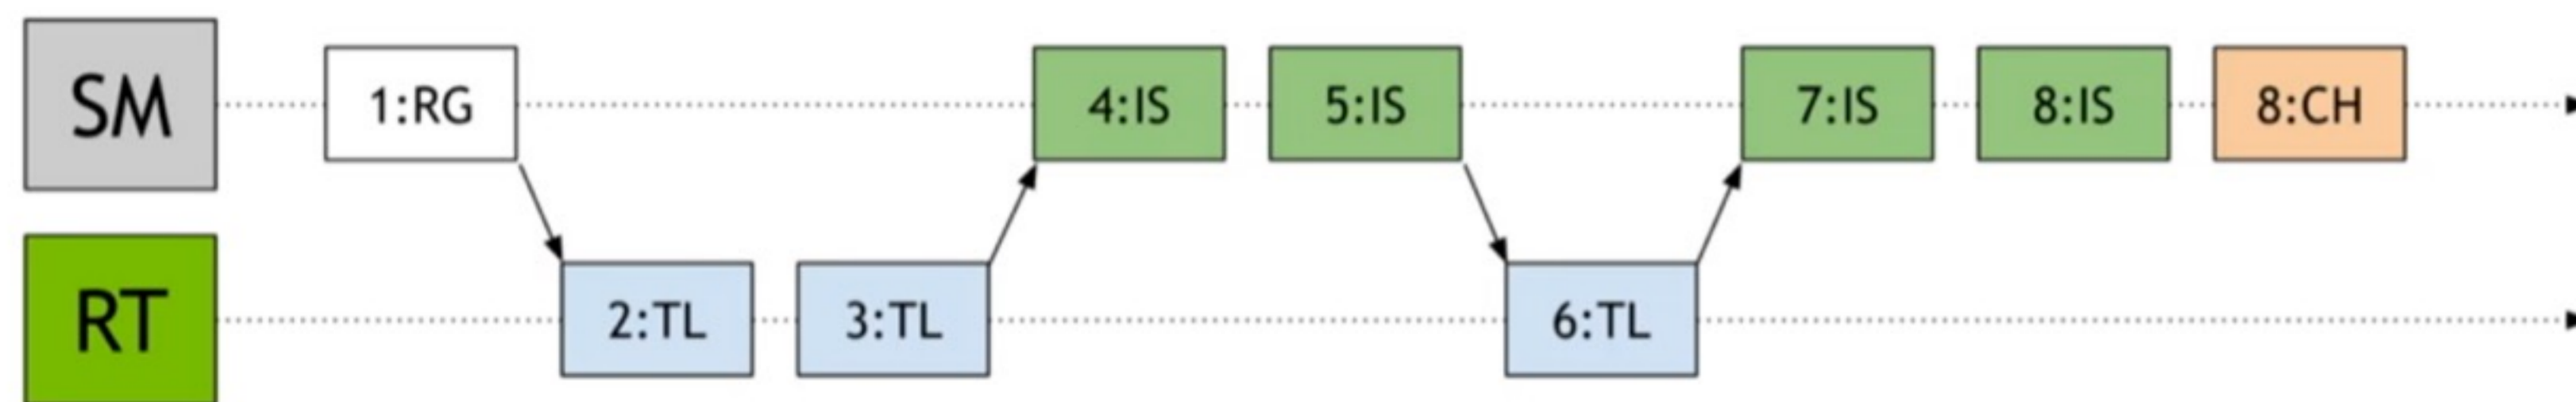 SM 1:RG 4:IS 5:IS 7:IS 8:IS 8:CH
RT 2:TL 3:TL 6:TL